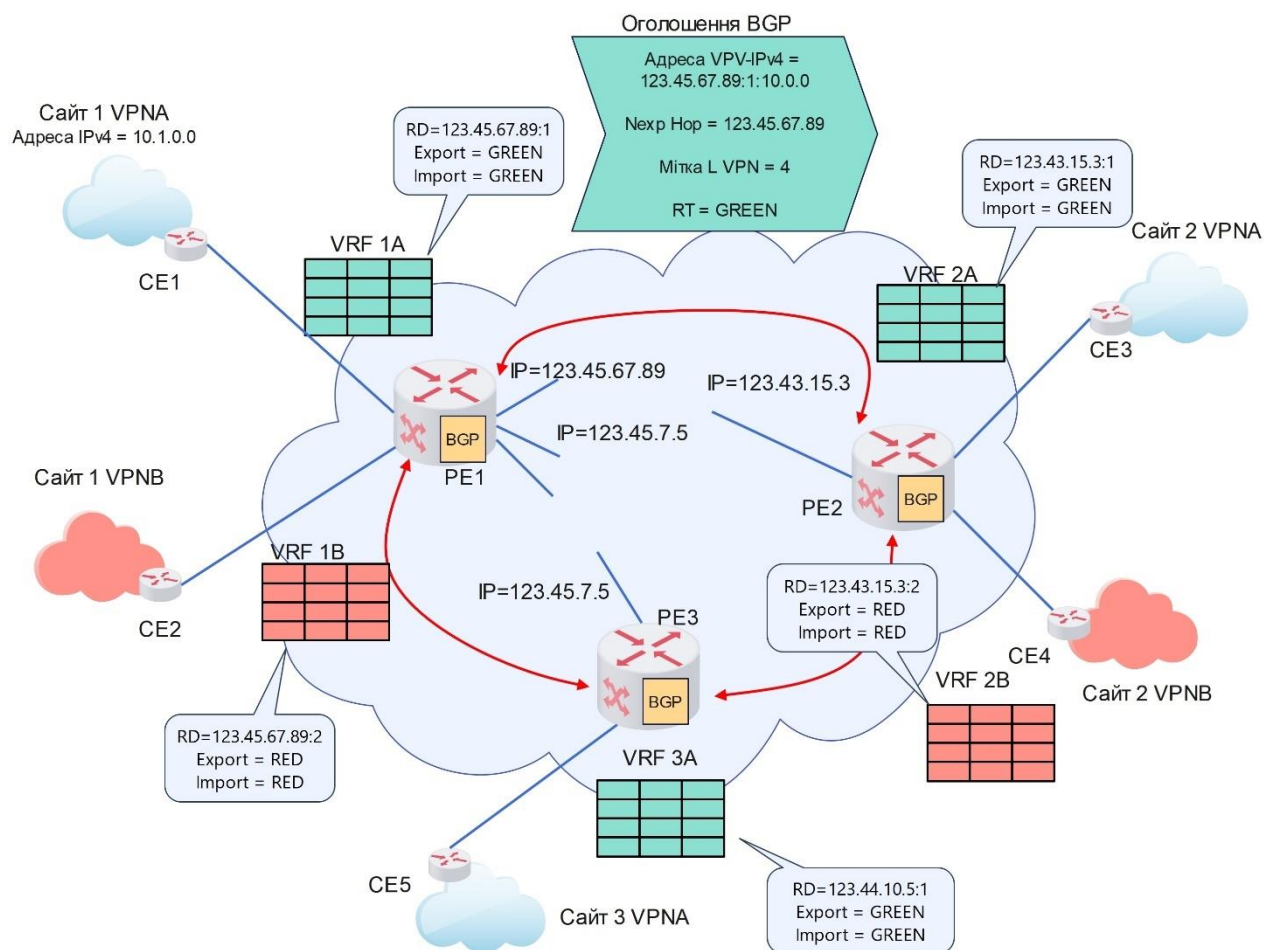 Оголошення BGP
Адреса VPV-IPv4 =
123.45.67.89:1:10.0.0
Nexp Hop = 123.45.67.89
Мітка L VPN = 4
RT = GREEN
Сайт 1 VPNA
Адреса IPv4 = 10.1.0.0
RD=123.45.67.89:1
Export = GREEN
Import = GREEN
RD=123.43.15.3:1
Export = GREEN
Import = GREEN
Сайт 2 VPNA
CE1
VRF 1A
VRF 2A
CE3
IP=123.45.67.89
IP=123.43.15.3
IP=123.45.7.5
BGP
PE1
Сайт 1 VPNB
BGP
PE2
VRF 1B
CE2
IP=123.45.7.5
RD=123.43.15.3:2
Export = RED
Import = RED
PE3
BGP
CE4
Сайт 2 VPNB
VRF 2B
RD=123.45.67.89:2
Export = RED
Import = RED
VRF 3A
CE5
Сайт 3 VPNA
RD=123.44.10.5:1
Export = GREEN
Import = GREEN